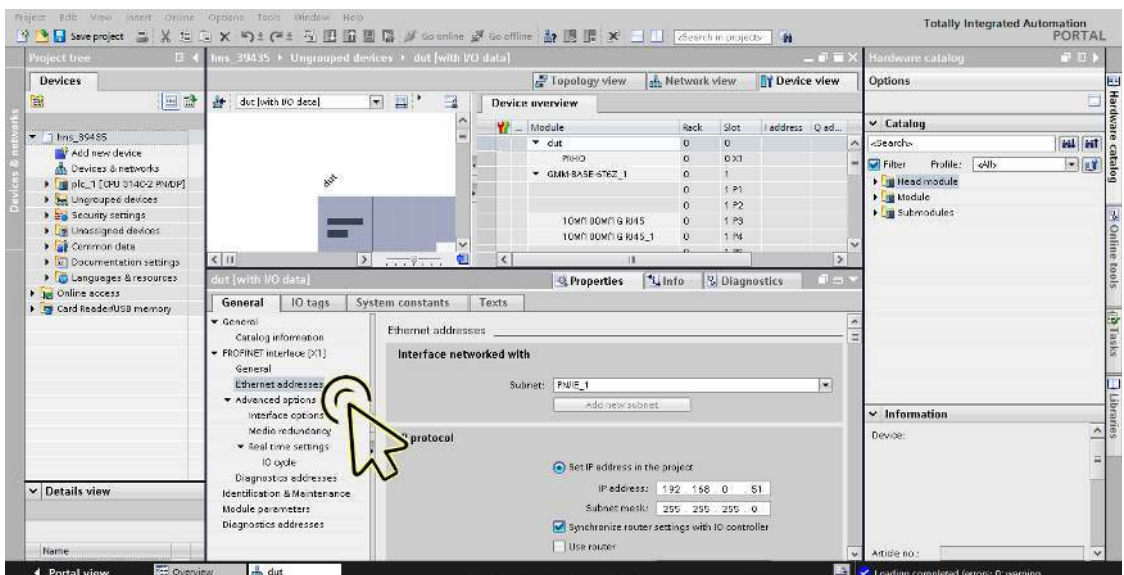 Project Edit View Insert Online Options Tools Window Help
Totally Integrated Automation
PORTAL
Save project
Go online
Go offline
<Search in project>
Project tree
hns_39435 ▸ Ungrouped devices ▸ dut [with I/O data]
Hardware catalog
Devices
Topology view
Network view
Device view
Options
dut [with I/O data]
Device overview
Module Rack Slot I address Q ad...
dut 0 0
PN-IO 0 0 X1
GMM-BASE-6T6Z_1 0 1
0 1 P1
0 1 P2
0 1 P3
0 1 P4
dut
hns_39435
Add new device
Devices & networks
plc_1 [CPU 314C-2 PN/DP]
Ungrouped devices
Security settings
Unassigned devices
Common data
Documentation settings
Languages & resources
Online access
Card Reader/USB memory
Devices & networks
Catalog
<Search>
Filter Profile: <All>
Head module
Module
Submodules
Hardware catalog
Online tools
Tasks
Libraries
dut [with I/O data]
Properties
Info
Diagnostics
General
IO tags
System constants
Texts
General
Catalog information
PROFINET interface [X1]
General
Ethernet addresses
Advanced options
Interface options
Media redundancy
Real time settings
IO cycle
Diagnostics addresses
Identification & Maintenance
Module parameters
Diagnostics addresses
Ethernet addresses
Interface networked with
Subnet: PN/IE_1
Add new subnet
protocol
Set IP address in the project
IP address: 192 . 168 . 0 . 51
Subnet mask: 255 . 255 . 255 . 0
Synchronize router settings with IO controller
Use router
Information
Device:
Article no.:
Details view
Name
Portal view
Overview
dut
Loading completed (errors: 0; warning